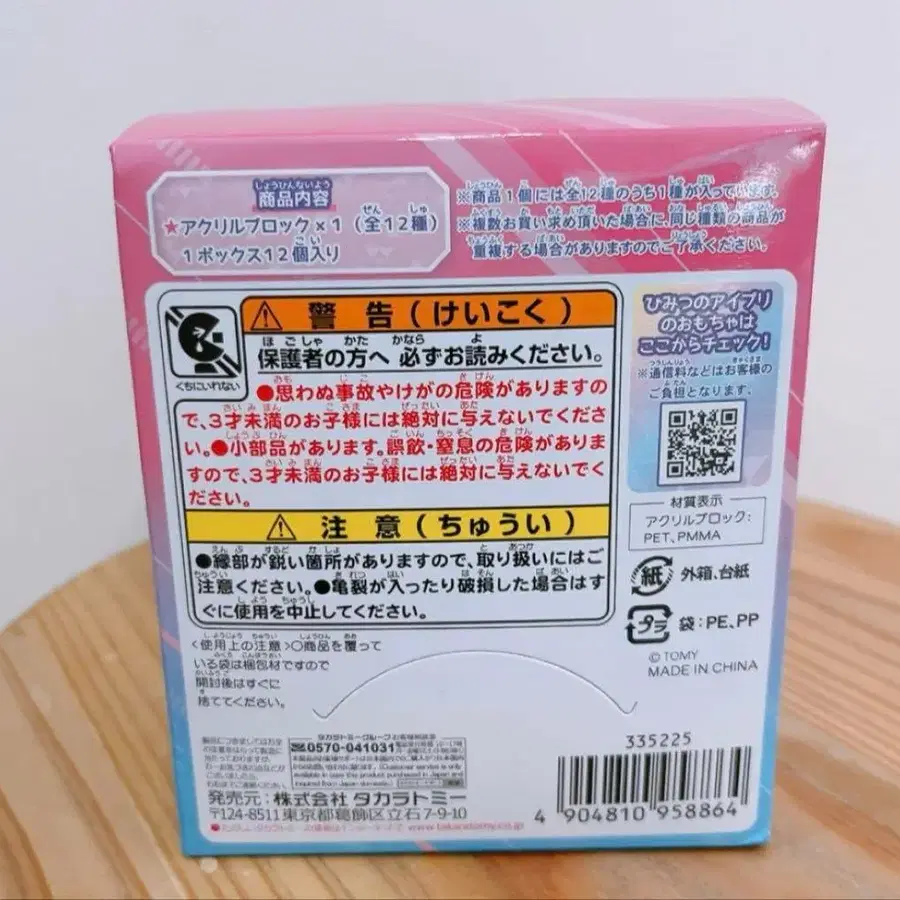 商品内容
★アクリルブロック×1 (全12種)
1ボックス12個入り
※商品1個には全12種のうち1種が入っています。
※複数お買い求め頂いた場合に、同じ種類の商品が
重複する場合がありますのでご了承ください。
くちにいれない
警告(けいこく)
保護者の方へ 必ずお読みください。
●思わぬ事故やけがの危険がありますの
で、3才未満のお子様には絶対に与えないでくださ
い。●小部品があります。誤飲・窒息の危険があり
ますので、3才未満のお子様には絶対に与えないでく
ださい。
注意(ちゅうい)
●縁部が鋭い箇所がありますので、取り扱いにはご
注意ください。●亀裂が入ったり破損した場合はす
ぐに使用を中止してください。
ひみつのアイプリ
のおもちゃは
ここからチェック!
※通信料などはお客様の
ご負担となります。
材質表示
アクリルブロック:
PET、PMMA
紙 外箱、台紙
プラ 袋:PE、PP
©TOMY
MADE IN CHINA
〈使用上の注意〉○商品を覆って
いる袋は梱包材ですので
開封後はすぐに
捨ててください。
タカラトミーグループお客様相談室
0570-041031
発売元: 株式会社 タカラトミー
〒124-8511 東京都葛飾区立石7-9-10
www.takaratomy.co.jp
335225
4 904810 958864